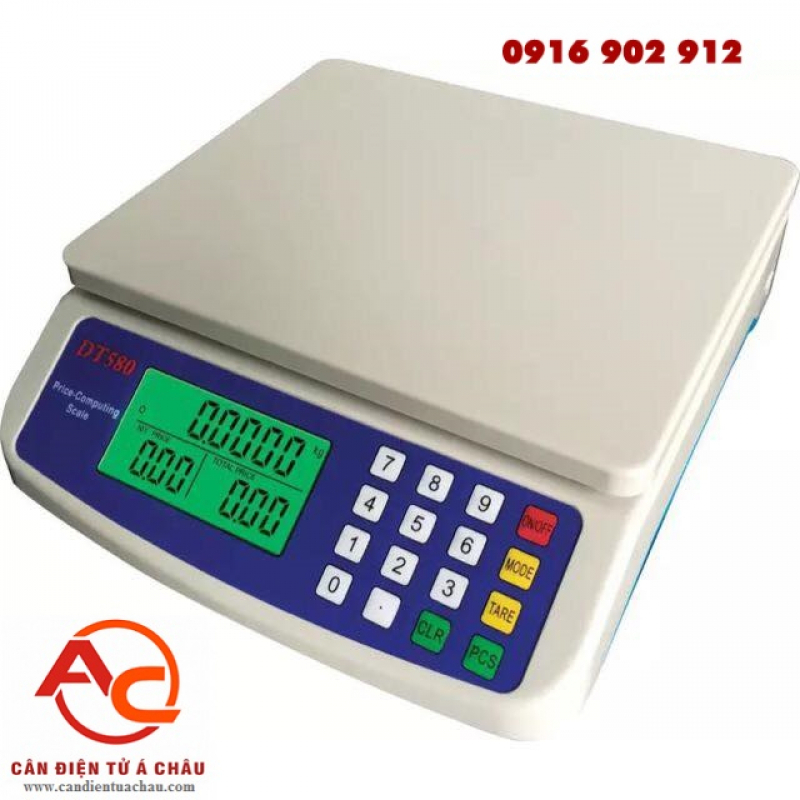 0916 902 912
DT580
Price-Computing
Scale
0
0.0000 kg
NIT PRICE
TOTAL PRICE
0.00
0.00
7 8 9 ON/OFF
4 5 6 MODE
1 2 3 TARE
0 . CLR PCS
AC
CÂN ĐIỆN TỬ Á CHÂU
www.candientuachau.com